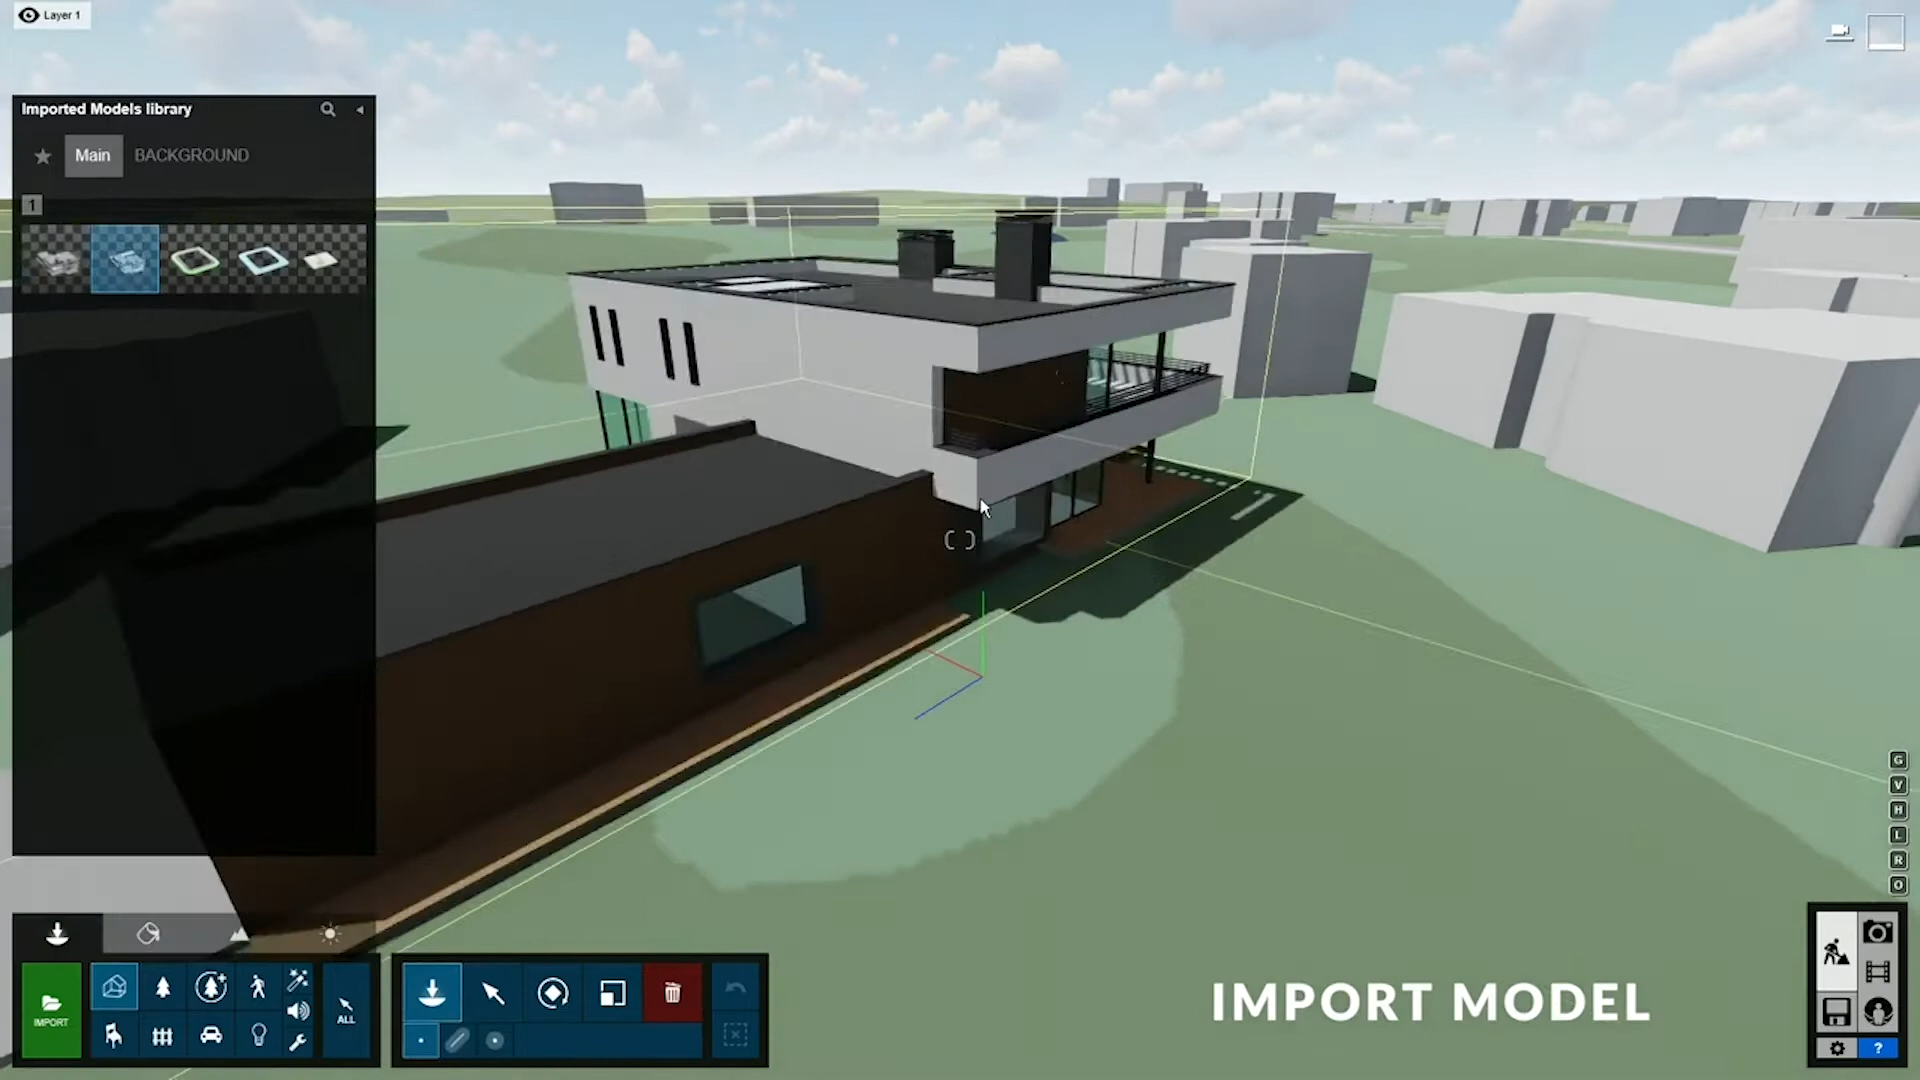 Layer 1
Imported Models library
Main BACKGROUND
1
G
V
H
L
R
O
IMPORT
ALL
IMPORT MODEL
?